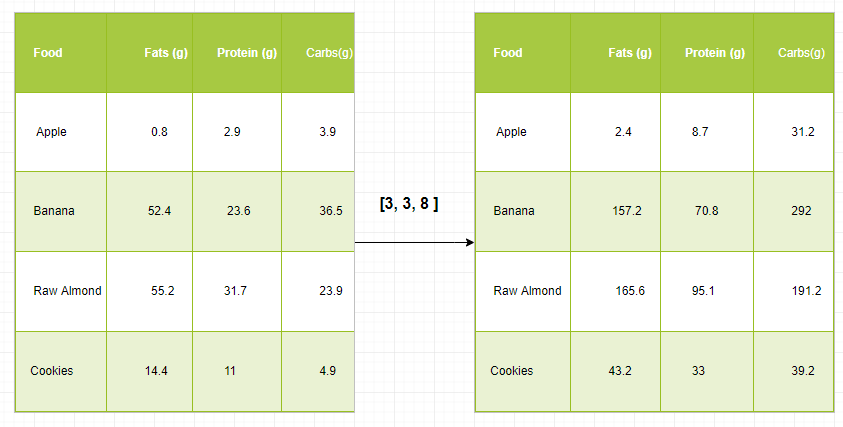 Food Fats (g) Protein (g) Carbs(g)
Apple 0.8 2.9 3.9
Banana 52.4 23.6 36.5
Raw Almond 55.2 31.7 23.9
Cookies 14.4 11 4.9
[3, 3, 8 ]
Food Fats (g) Protein (g) Carbs(g)
Apple 2.4 8.7 31.2
Banana 157.2 70.8 292
Raw Almond 165.6 95.1 191.2
Cookies 43.2 33 39.2